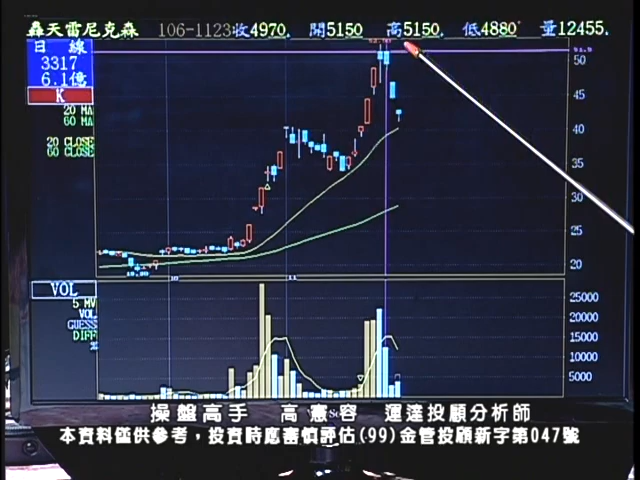 轟天雷尼克森 106-1123收4970. 開5150 高5150. 低4880 量12455.
日 線
3317
6.1億
K
20 MA
60 MA
20 CLOSE
60 CLOSE
50
45
40
35
30
25
20
10
11
VOL
5 MV
VOL
GUESS
DIFF
25000
20000
15000
10000
5000
操盤高手 高憲容 運達投顧分析師
本資料僅供參考，投資時應審慎評估(99)金管投顧新字第047號